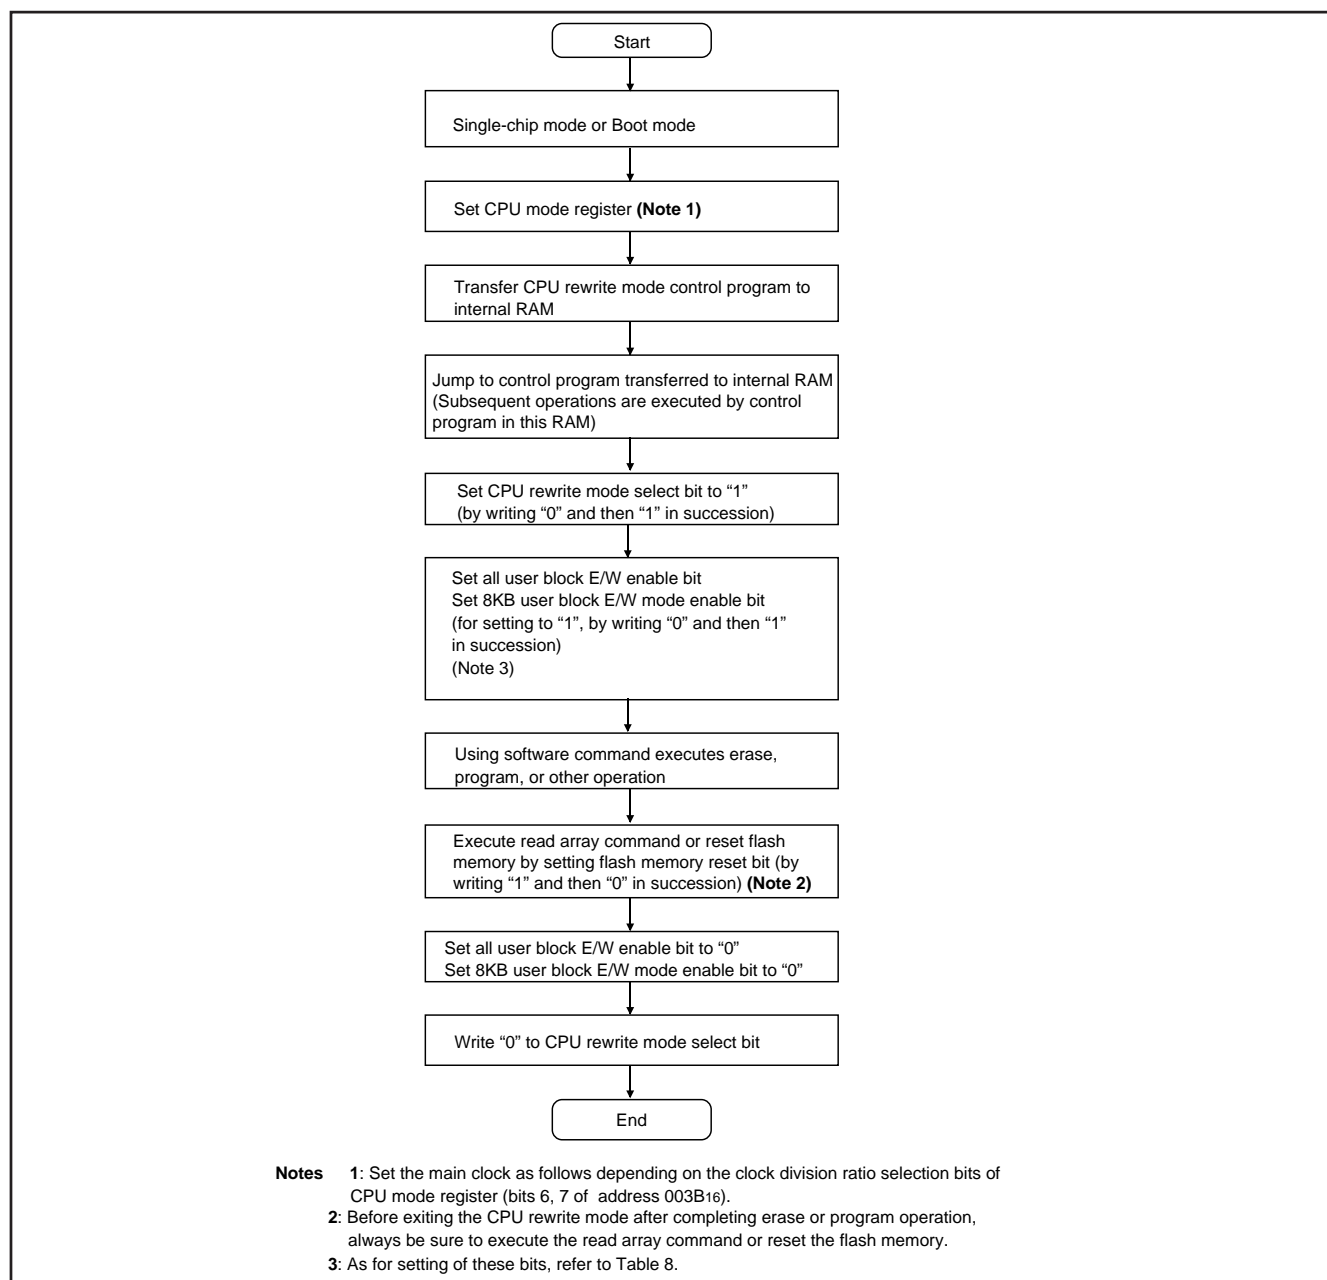 Start
Single-chip mode or Boot mode
Set CPU mode register (Note 1)
Transfer CPU rewrite mode control program to
internal RAM
Jump to control program transferred to internal RAM
(Subsequent operations are executed by control
program in this RAM)
Set CPU rewrite mode select bit to “1”
(by writing “0” and then “1” in succession)
Set all user block E/W enable bit
Set 8KB user block E/W mode enable bit
(for setting to “1”, by writing “0” and then “1”
in succession)
(Note 3)
Using software command executes erase,
program, or other operation
Execute read array command or reset flash
memory by setting flash memory reset bit (by
writing “1” and then “0” in succession) (Note 2)
Set all user block E/W enable bit to “0”
Set 8KB user block E/W mode enable bit to “0”
Write “0” to CPU rewrite mode select bit
End
Notes 1: Set the main clock as follows depending on the clock division ratio selection bits of
CPU mode register (bits 6, 7 of address 003B16).
2: Before exiting the CPU rewrite mode after completing erase or program operation,
always be sure to execute the read array command or reset the flash memory.
3: As for setting of these bits, refer to Table 8.